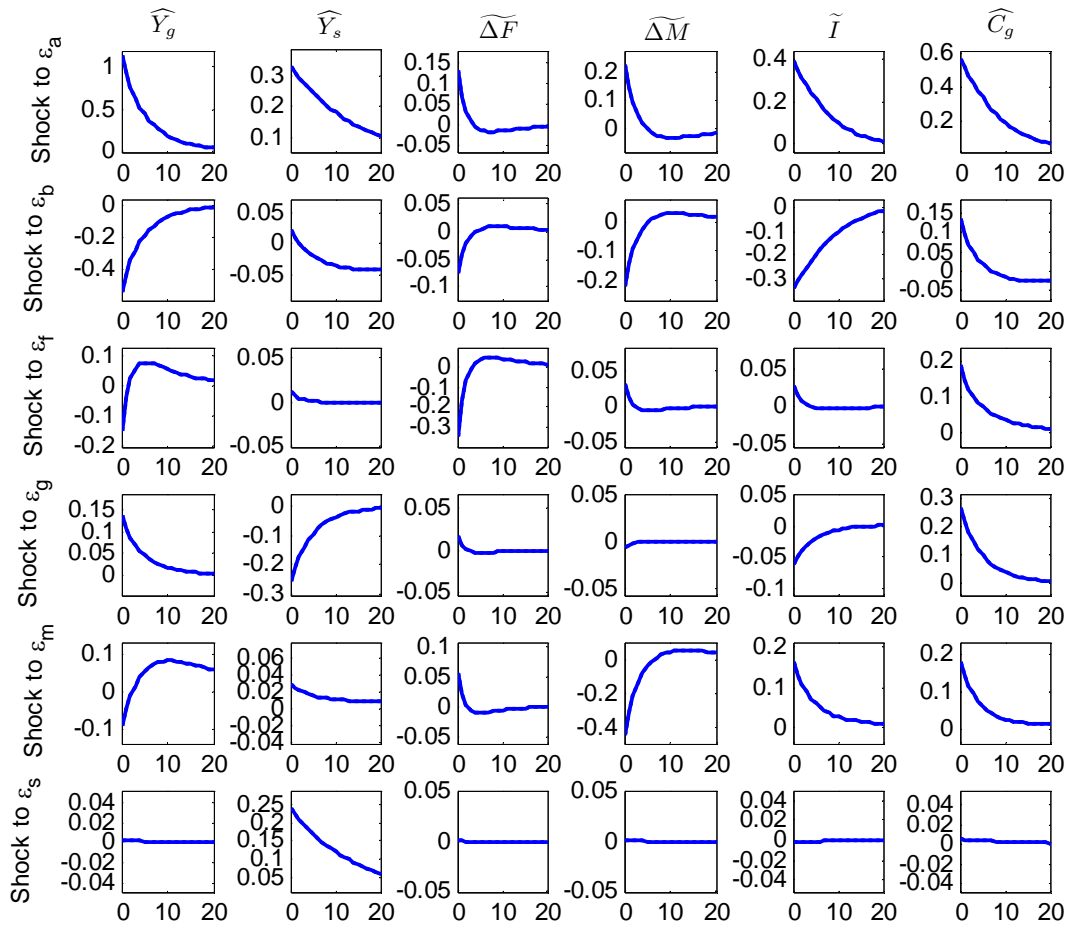 $\widehat{Y_g}$ $\widehat{Y_s}$ $\widetilde{\Delta F}$ $\widetilde{\Delta M}$ $\widetilde{I}$ $\widehat{C_g}$
Shock to ε_a
1 0.5 0
0.3 0.2 0.1
0.15 0.1 0.05 0 -0.05
0.2 0.1 0
0.4 0.2 0
0.6 0.4 0.2
0 10 20 0 10 20 0 10 20 0 10 20 0 10 20 0 10 20
Shock to ε_b
0 -0.2 -0.4
0.05 0 -0.05
0.05 0 -0.05 -0.1
0 -0.1 -0.2
0 -0.1 -0.2 -0.3
0.15 0.1 0.05 0 -0.05
0 10 20 0 10 20 0 10 20 0 10 20 0 10 20 0 10 20
Shock to ε_f
0.1 0 -0.1 -0.2
0.05 0 -0.05
0 -0.1 -0.2 -0.3
0.05 0 -0.05
0.05 0 -0.05
0.2 0.1 0
0 10 20 0 10 20 0 10 20 0 10 20 0 10 20 0 10 20
Shock to ε_g
0.15 0.1 0.05 0
0 -0.1 -0.2 -0.3
0.05 0 -0.05
0.05 0 -0.05
0.05 0 -0.05 -0.1
0.3 0.2 0.1 0
0 10 20 0 10 20 0 10 20 0 10 20 0 10 20 0 10 20
Shock to ε_m
0.1 0 -0.1
0.06 0.04 0.02 0 -0.02 -0.04
0.1 0.05 0 -0.05
0 -0.2 -0.4
0.2 0.1 0
0.2 0.1 0
0 10 20 0 10 20 0 10 20 0 10 20 0 10 20 0 10 20
Shock to ε_s
0.04 0.02 0 -0.02 -0.04
0.25 0.2 0.15 0.1 0.05
0.05 0 -0.05
0.05 0 -0.05
0.04 0.02 0 -0.02 -0.04
0.04 0.02 0 -0.02 -0.04
0 10 20 0 10 20 0 10 20 0 10 20 0 10 20 0 10 20